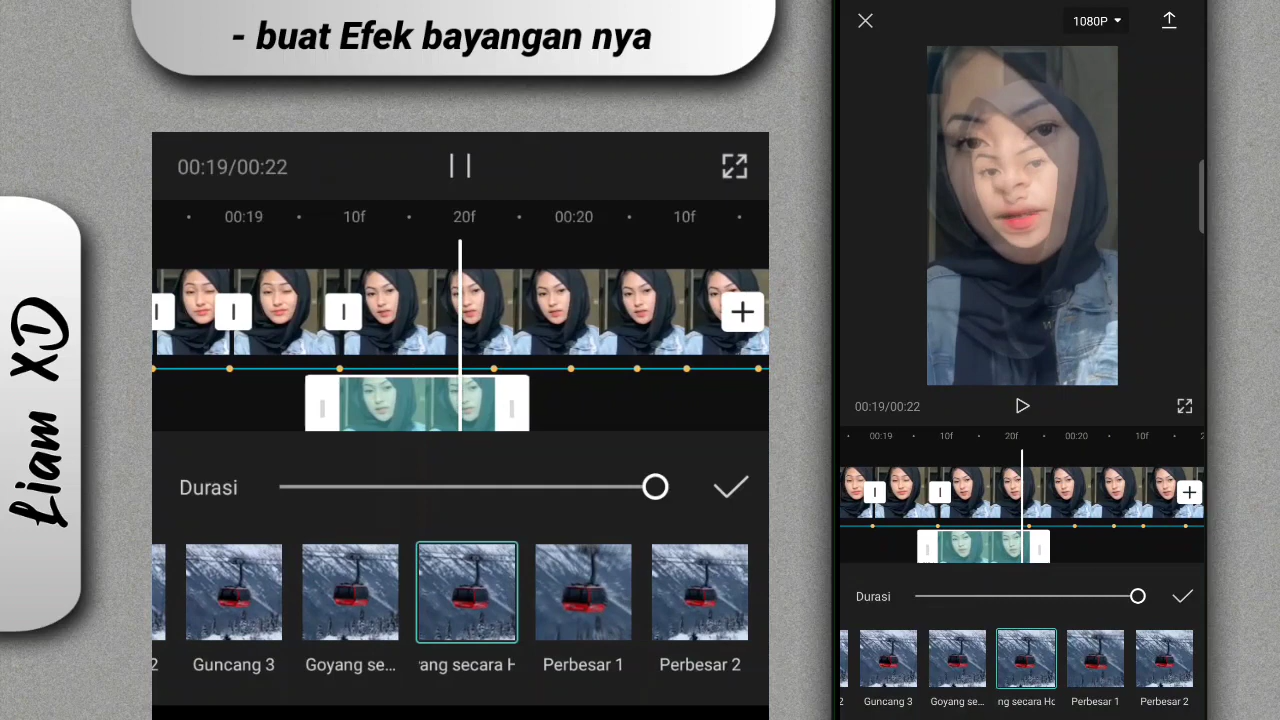 - buat Efek bayangan nya
Liam XD
00:19/00:22
00:19 10f 20f 00:20 10f
Durasi
Guncang 3
Goyang se...
ang secara H
Perbesar 1
Perbesar 2
1080P
00:19/00:22
00:19 10f 20f 00:20 10f
Durasi
Guncang 3
Goyang se...
ng secara Ho
Perbesar 1
Perbesar 2